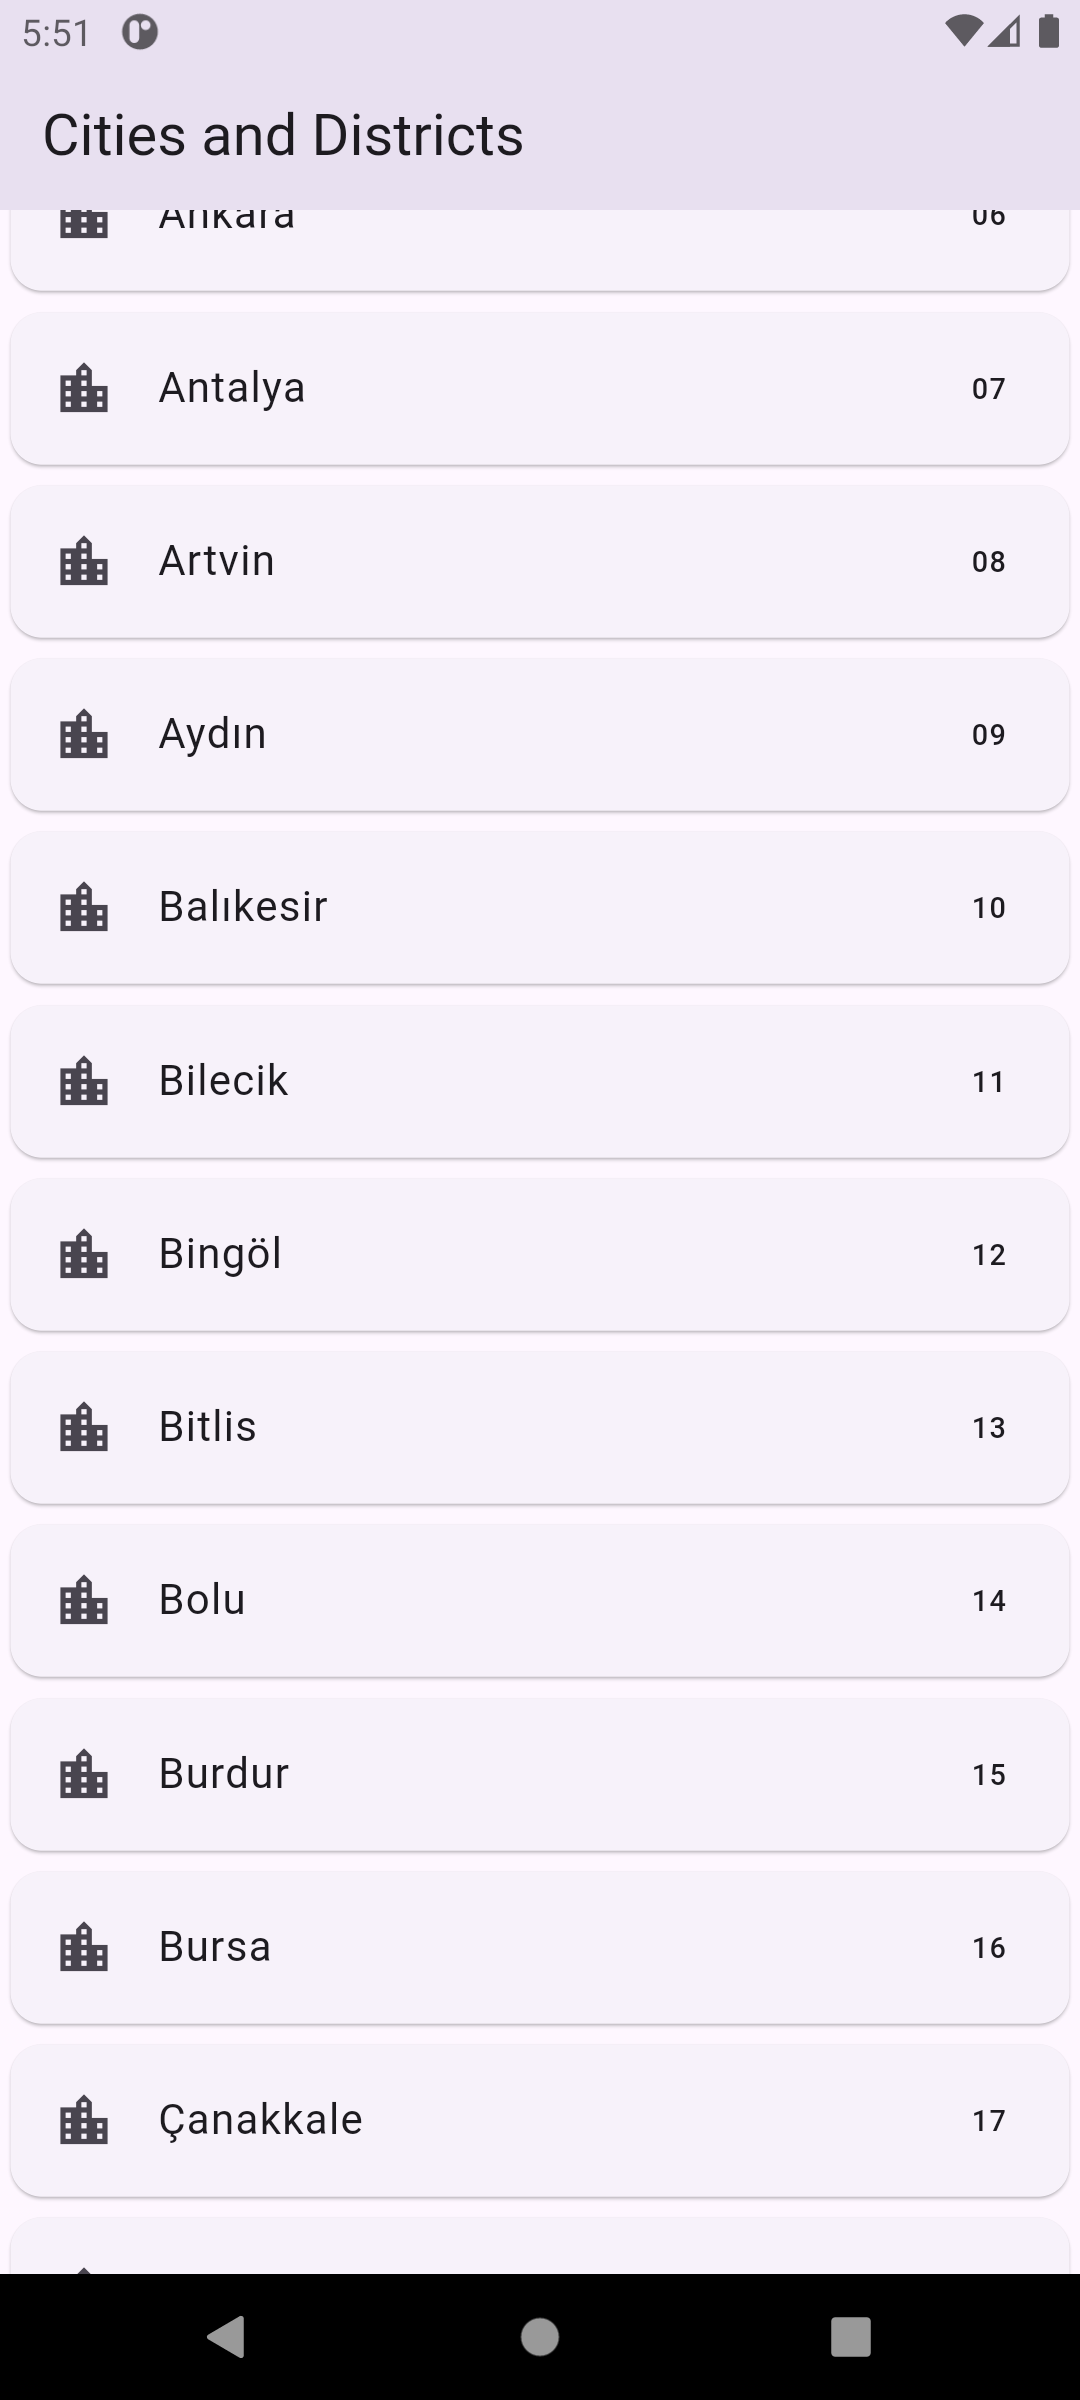 5:51
Cities and Districts
Ankara 06
Antalya 07
Artvin 08
Aydın 09
Balıkesir 10
Bilecik 11
Bingöl 12
Bitlis 13
Bolu 14
Burdur 15
Bursa 16
Çanakkale 17